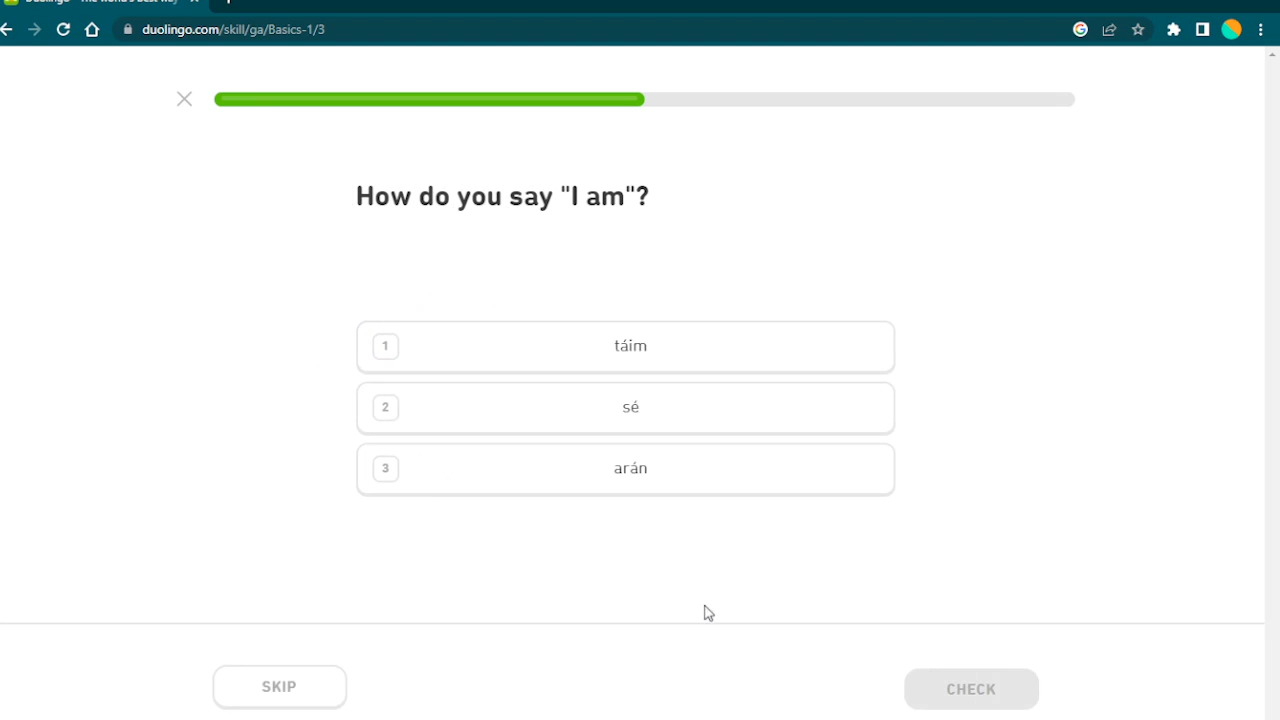 duolingo.com/skill/ga/Basics-1/3
How do you say "I am"?
1 táim
2 sé
3 arán
SKIP
CHECK